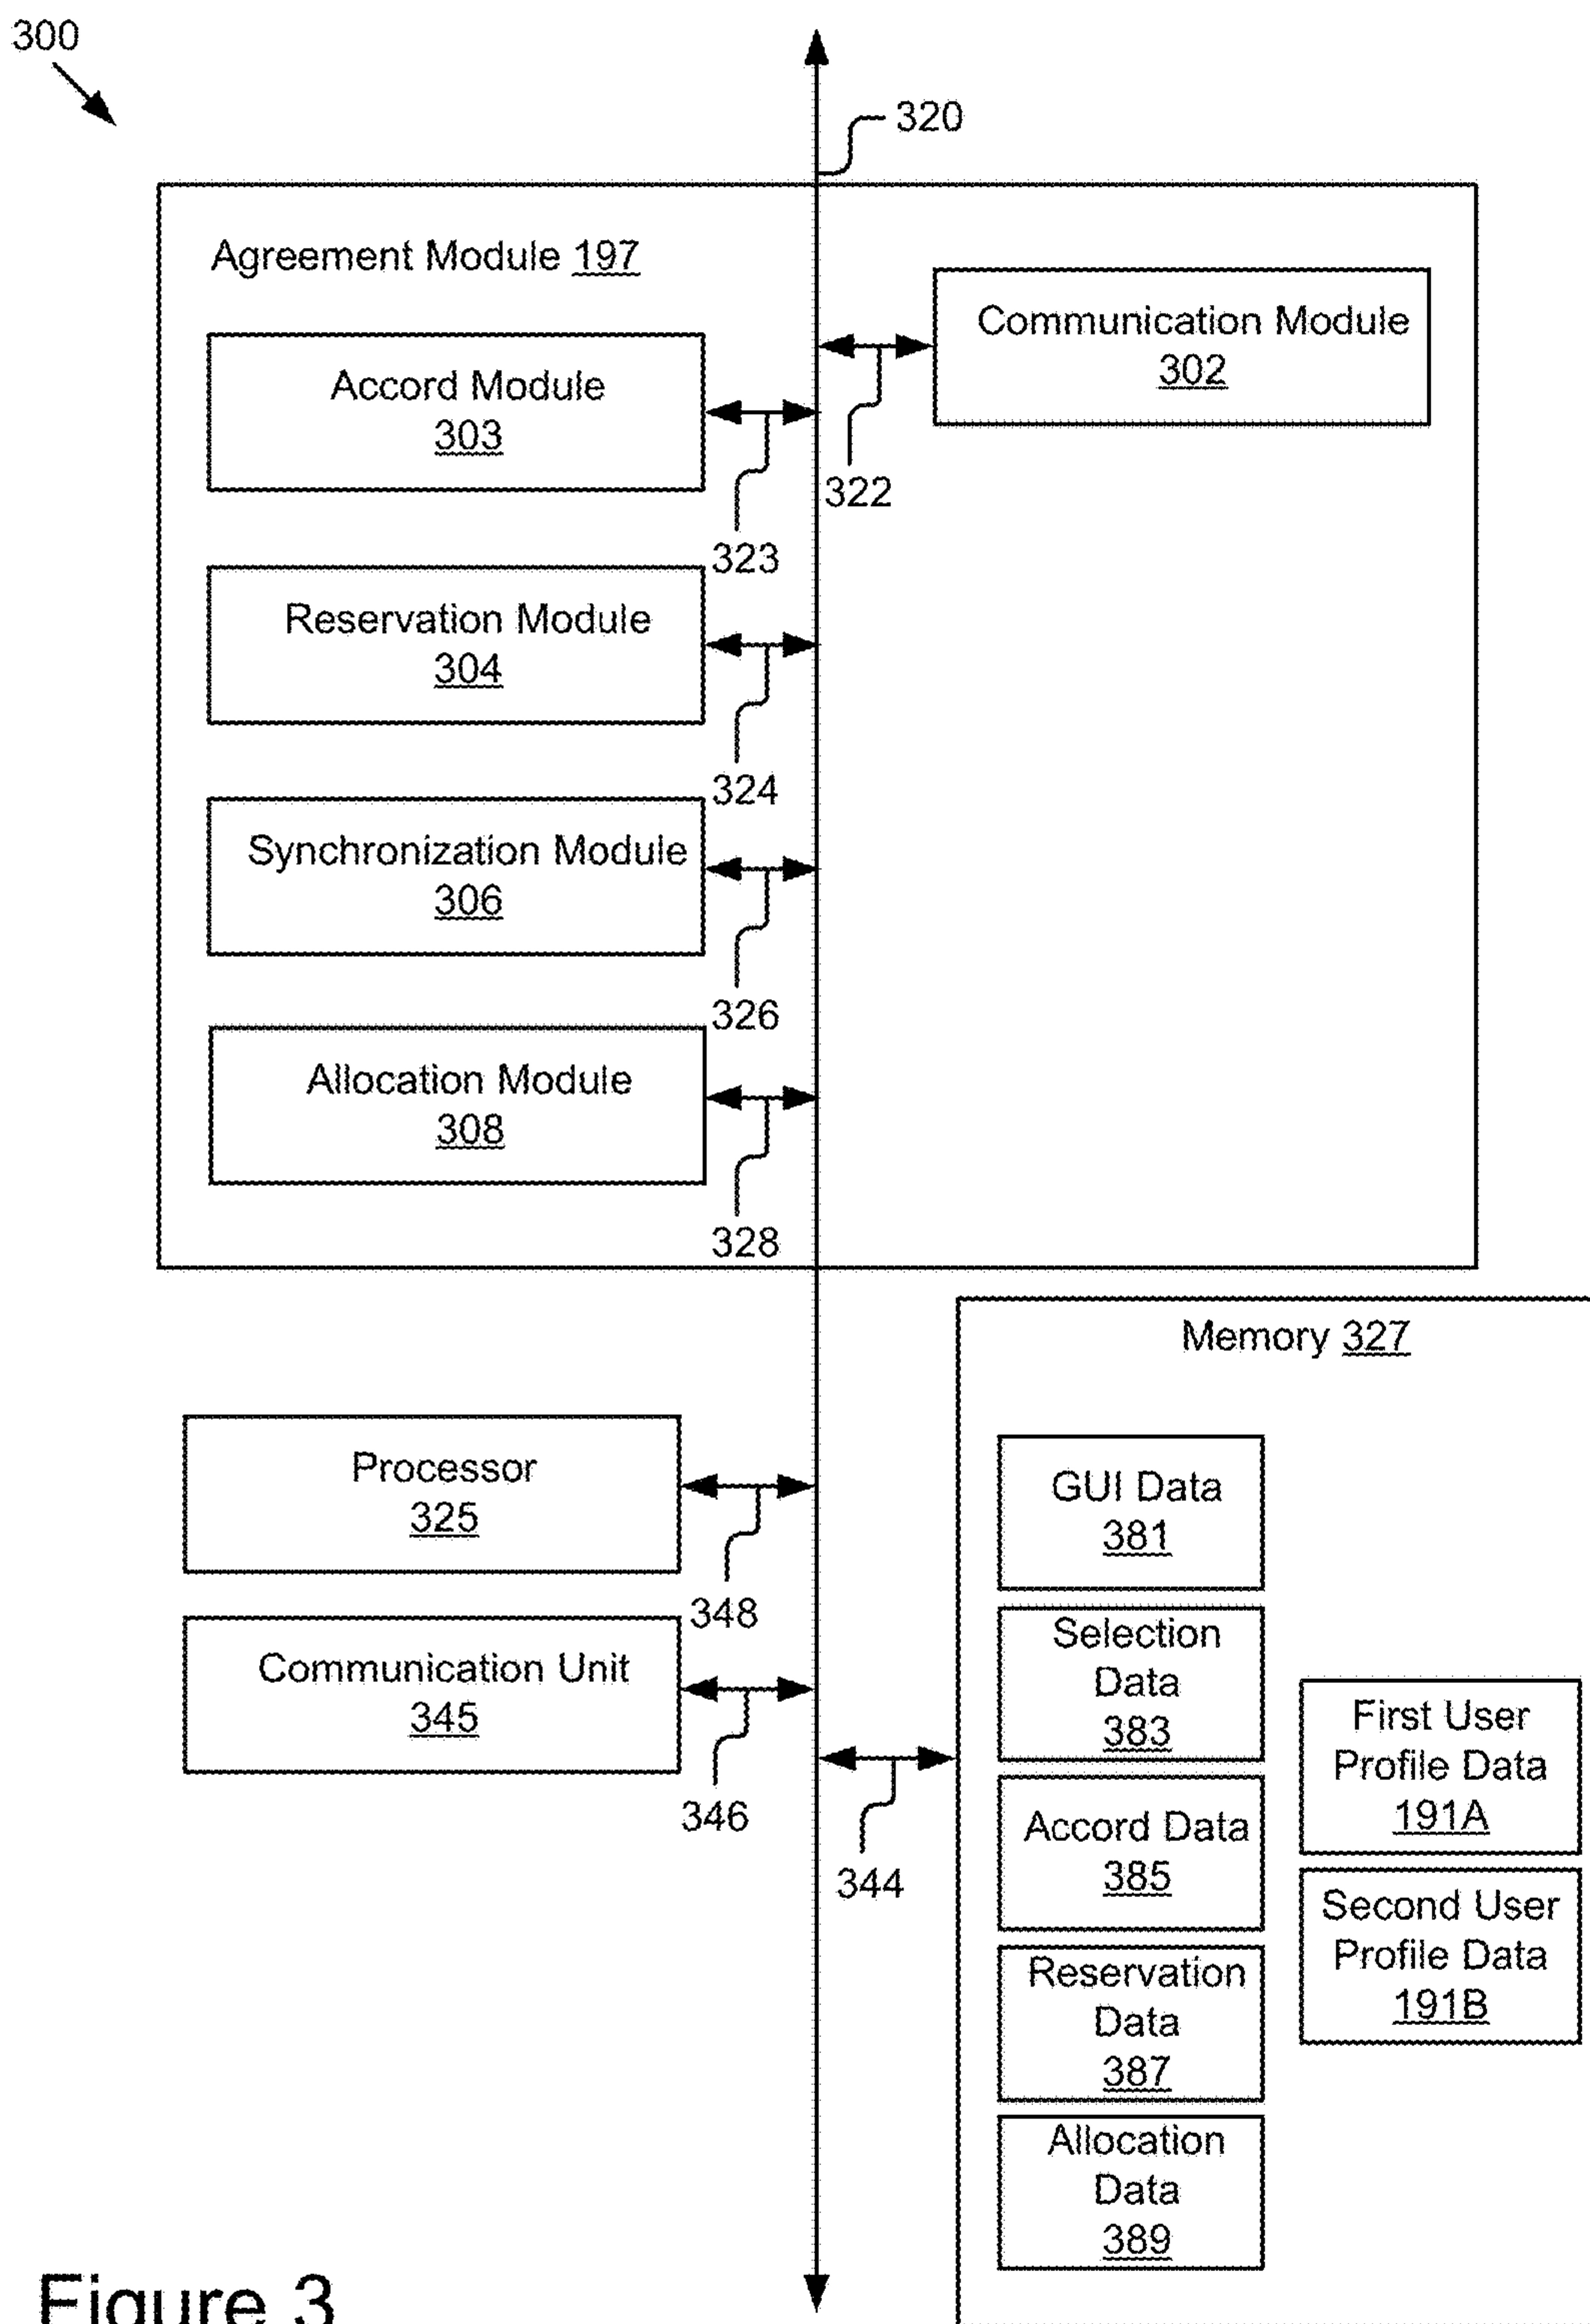 300
320
Agreement Module 197
Communication Module
302
Accord Module
303
322
323
Reservation Module
304
324
Synchronization Module
306
326
Allocation Module
308
328
Memory 327
Processor
325
348
Communication Unit
345
346
344
GUI Data
381
Selection
Data
383
Accord Data
385
Reservation
Data
387
Allocation
Data
389
First User
Profile Data
191A
Second User
Profile Data
191B
Figure 3